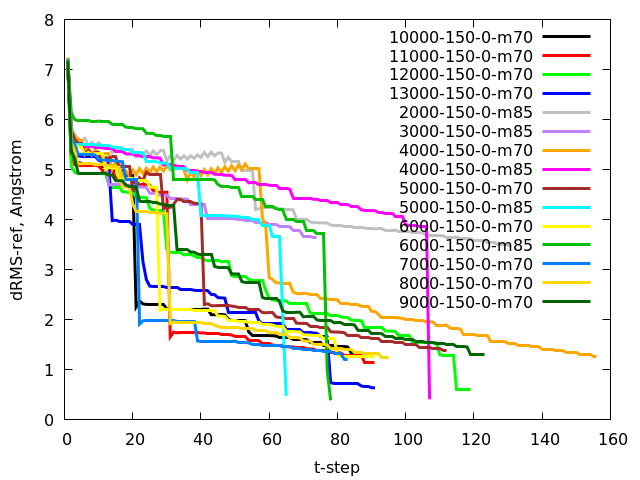 8
7
6
5
4
3
2
1
0
dRMS-ref, Angstrom
10000-150-0-m70
11000-150-0-m70
12000-150-0-m70
13000-150-0-m70
2000-150-0-m85
3000-150-0-m85
4000-150-0-m70
4000-150-0-m85
5000-150-0-m70
5000-150-0-m85
6000-150-0-m70
6000-150-0-m85
7000-150-0-m70
8000-150-0-m70
9000-150-0-m70
0 20 40 60 80 100 120 140 160
t-step